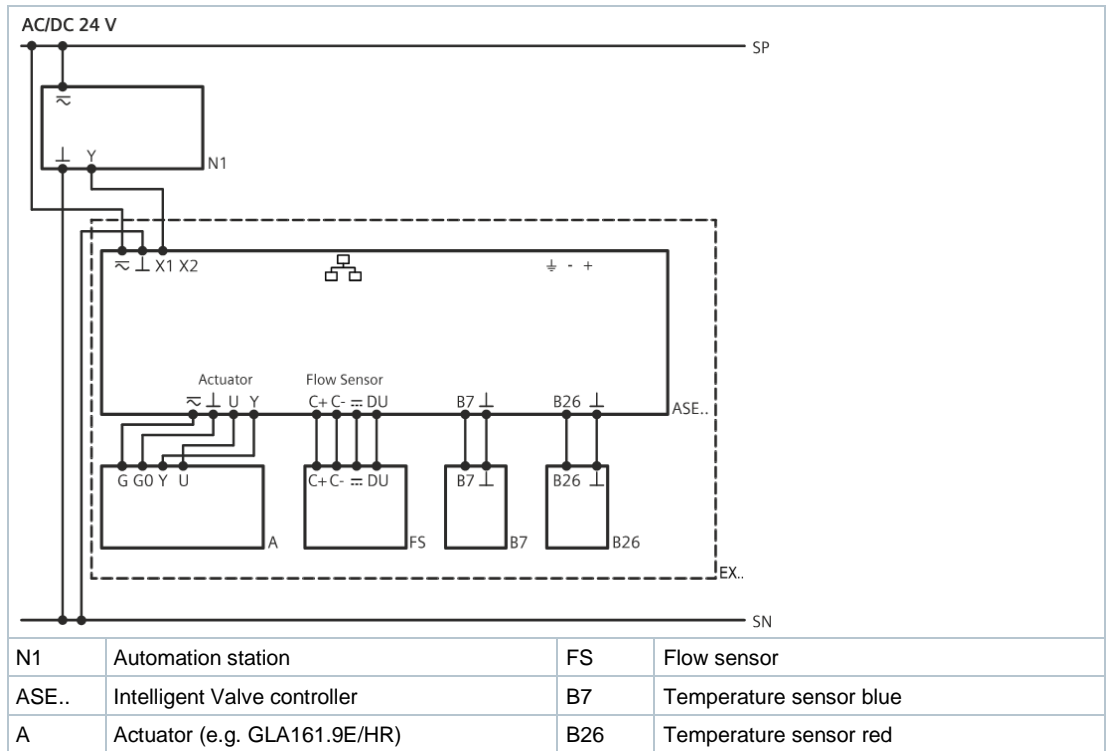 AC/DC 24 V
SP
≂
⊥ Y
N1
≂ ⊥ X1 X2
⏚ - +
Actuator Flow Sensor
≂ ⊥ U Y C+ C- ⎓ DU B7 ⊥ B26 ⊥
ASE..
G G0 Y U C+ C- ⎓ DU B7 ⊥ B26 ⊥
A FS B7 B26
EX..
SN
N1 Automation station FS Flow sensor
ASE.. Intelligent Valve controller B7 Temperature sensor blue
A Actuator (e.g. GLA161.9E/HR) B26 Temperature sensor red